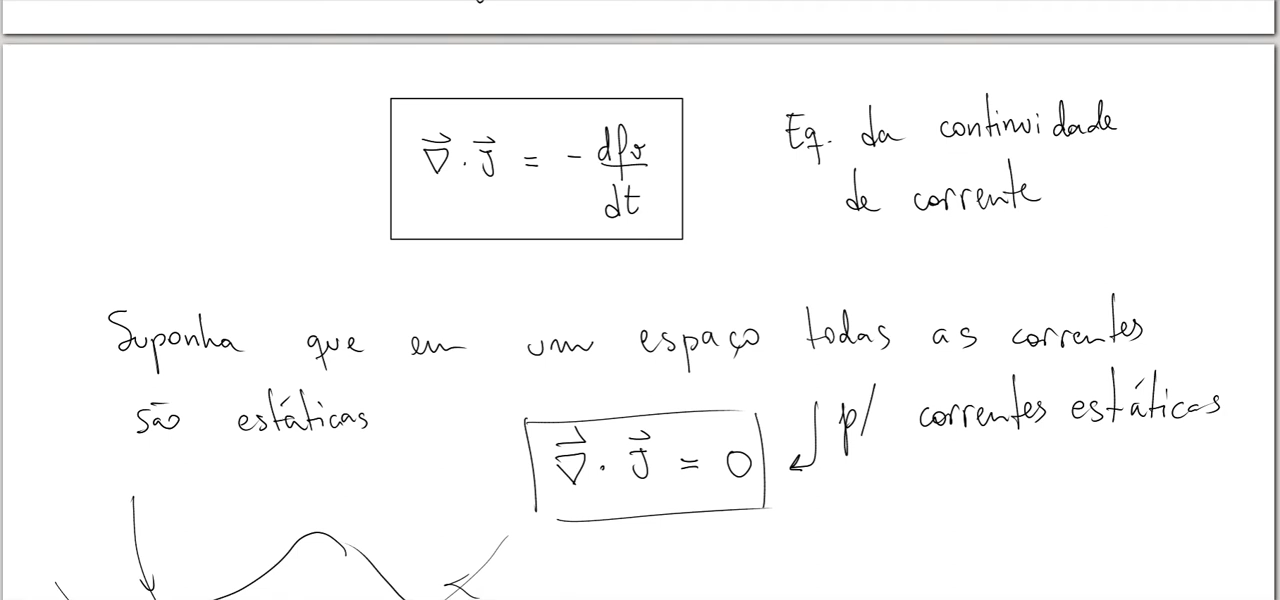 ∇⃗ · J⃗ = - dρv/dt
Eq. da continuidade
de corrente
Suponha que em um espaço todas as correntes
são estáticas
∇⃗ · J⃗ = 0
p/ correntes estáticas